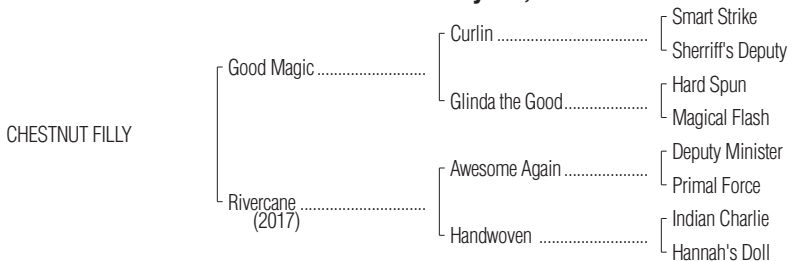 Smart Strike
Curlin ..........................................
Sherriff's Deputy
Good Magic ..............................
Hard Spun
Glinda the Good.......................
Magical Flash
CHESTNUT FILLY
Deputy Minister
Awesome Again .......................
Primal Force
Rivercane ...................................
(2017)
Indian Charlie
Handwoven ..............................
Hannah's Doll